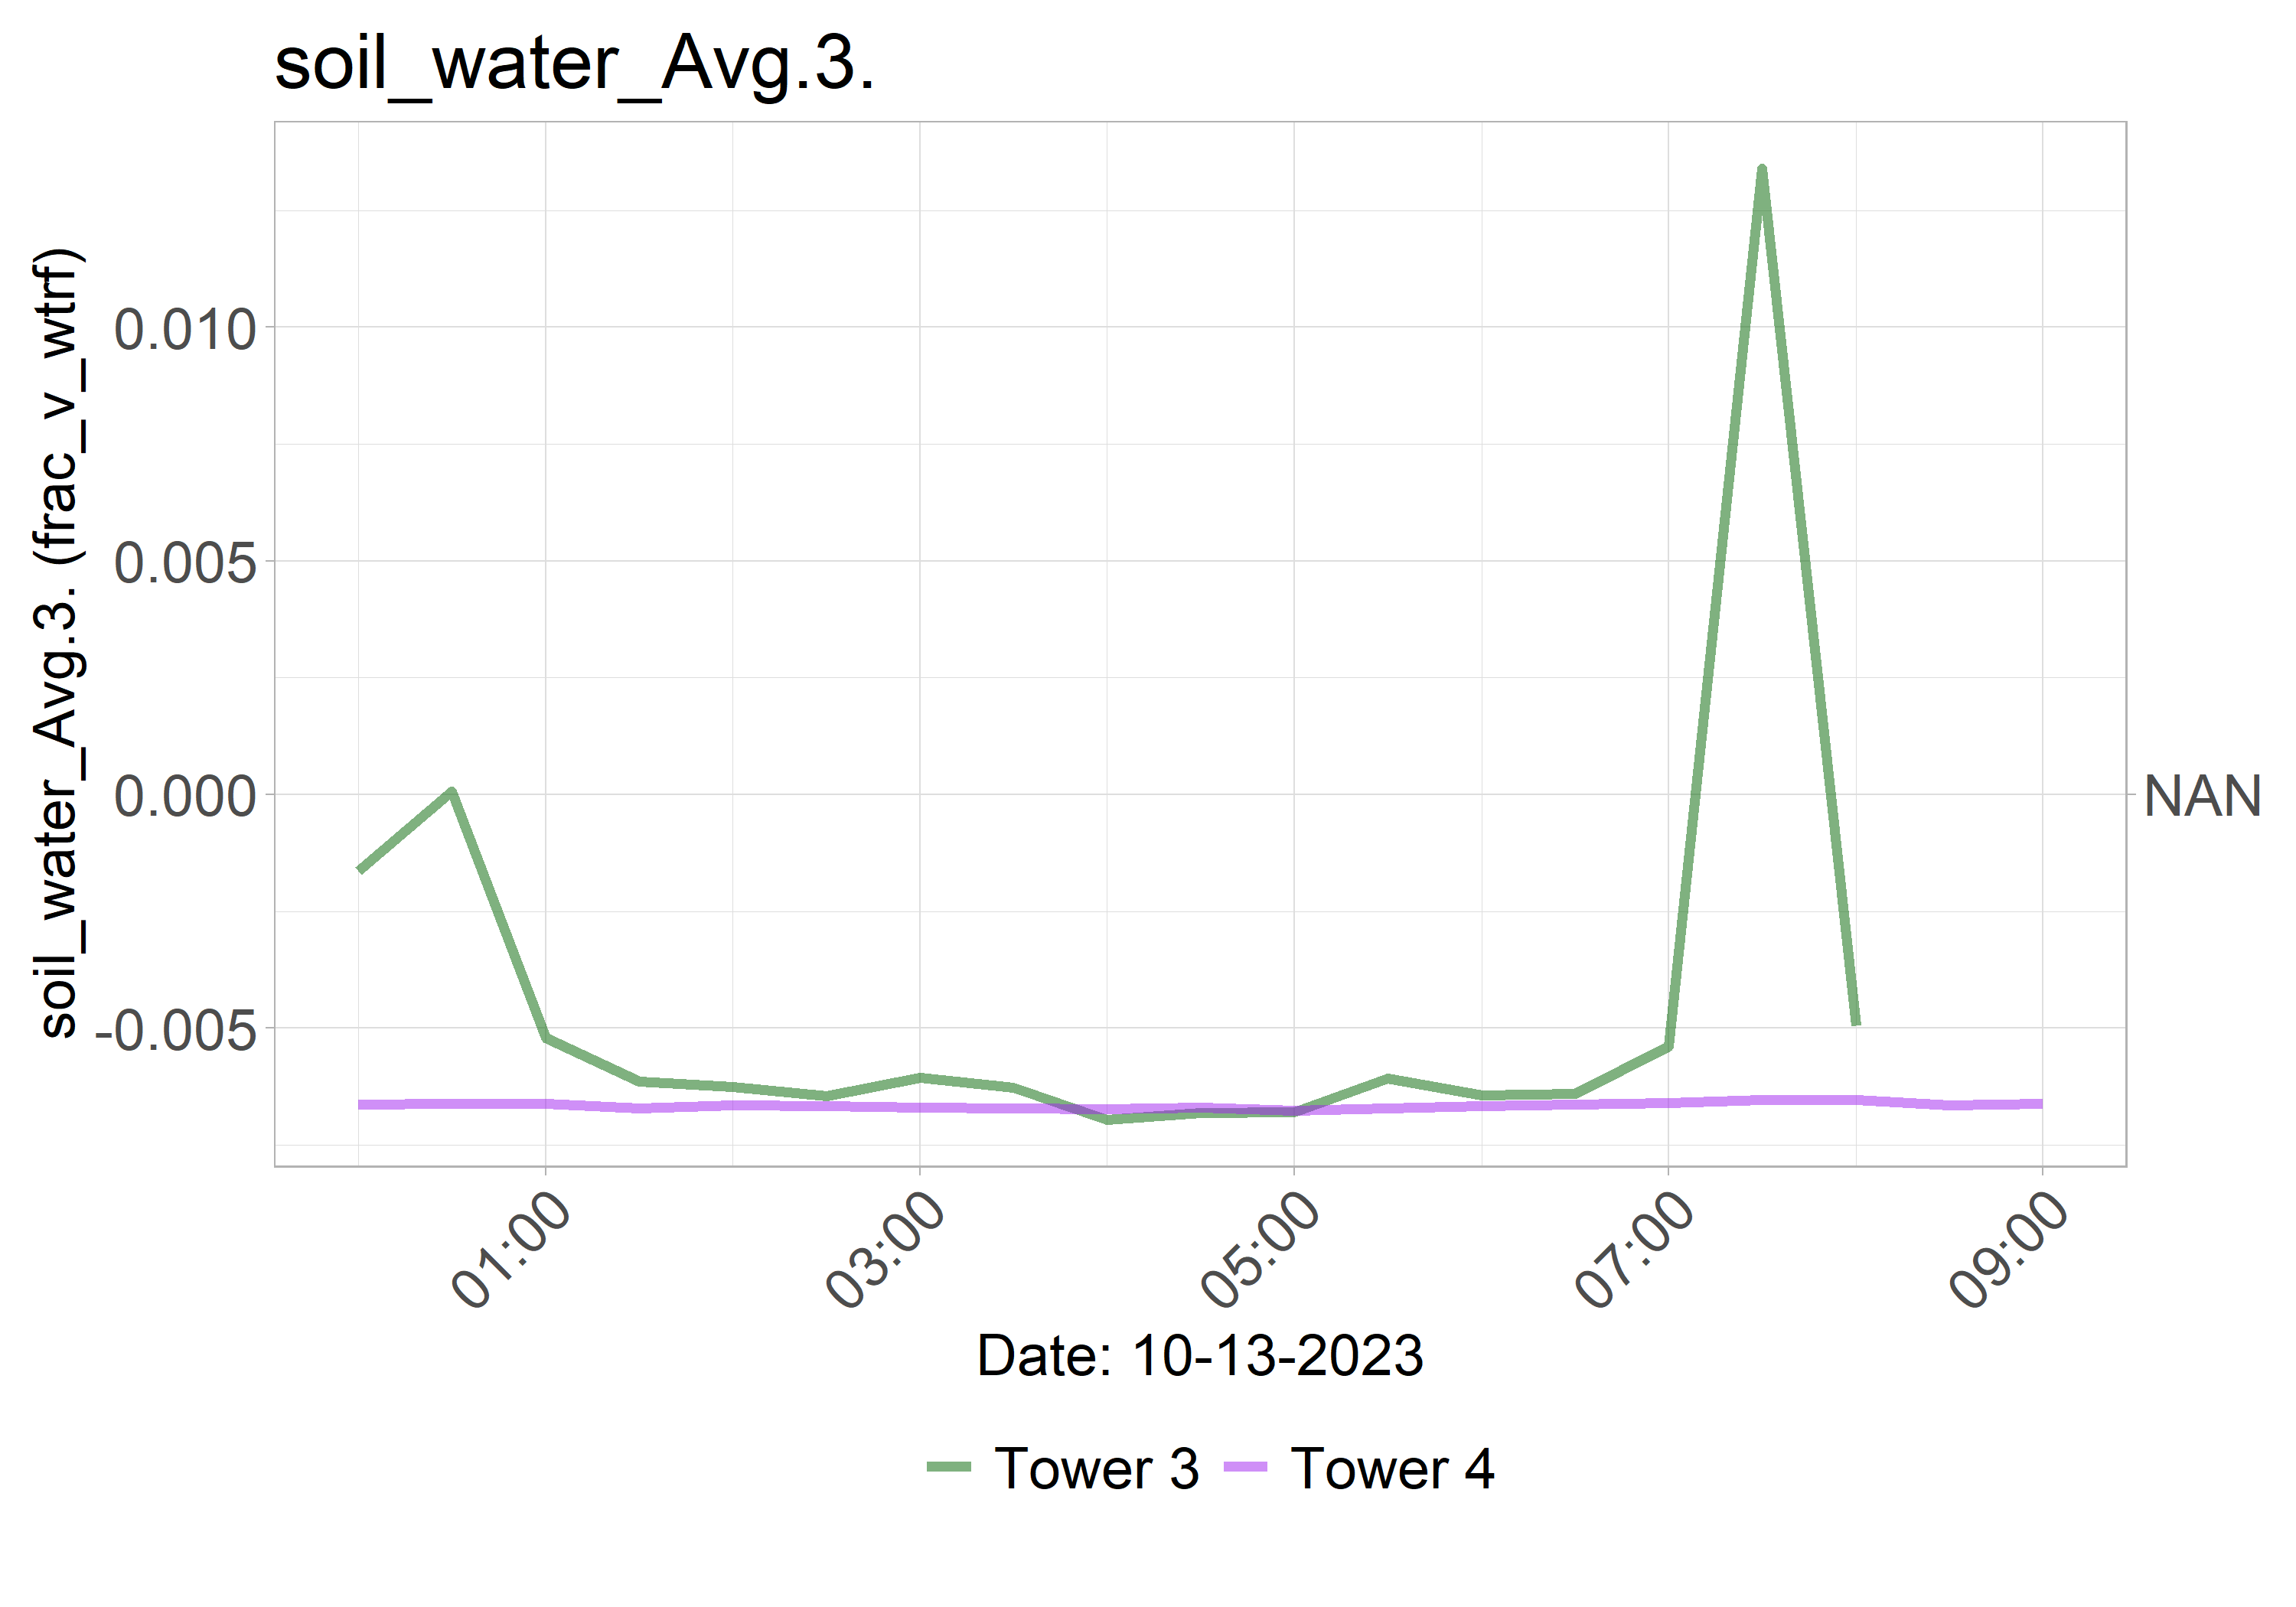 soil_water_Avg.3.
soil_water_Avg.3. (frac_v_wtrf)
0.010
0.005
0.000
-0.005
NAN
01:00
03:00
05:00
07:00
09:00
Date: 10-13-2023
Tower 3
Tower 4